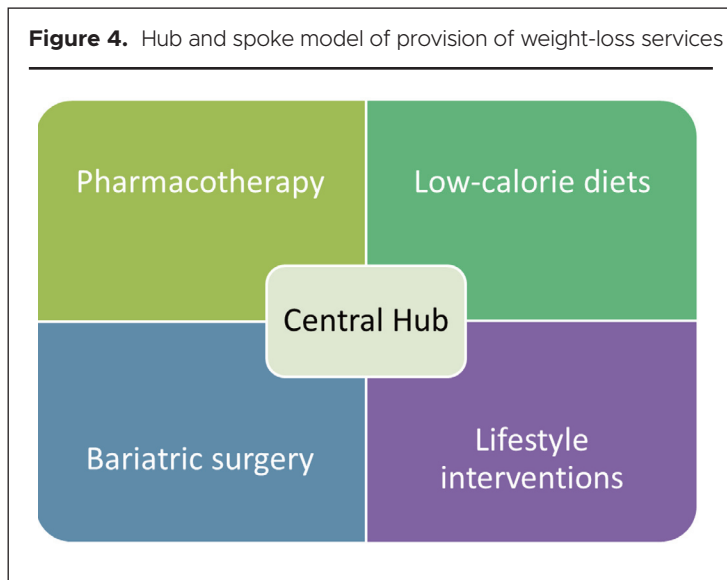 Figure 4. Hub and spoke model of provision of weight-loss services
Pharmacotherapy
Low-calorie diets
Central Hub
Bariatric surgery
Lifestyle
interventions